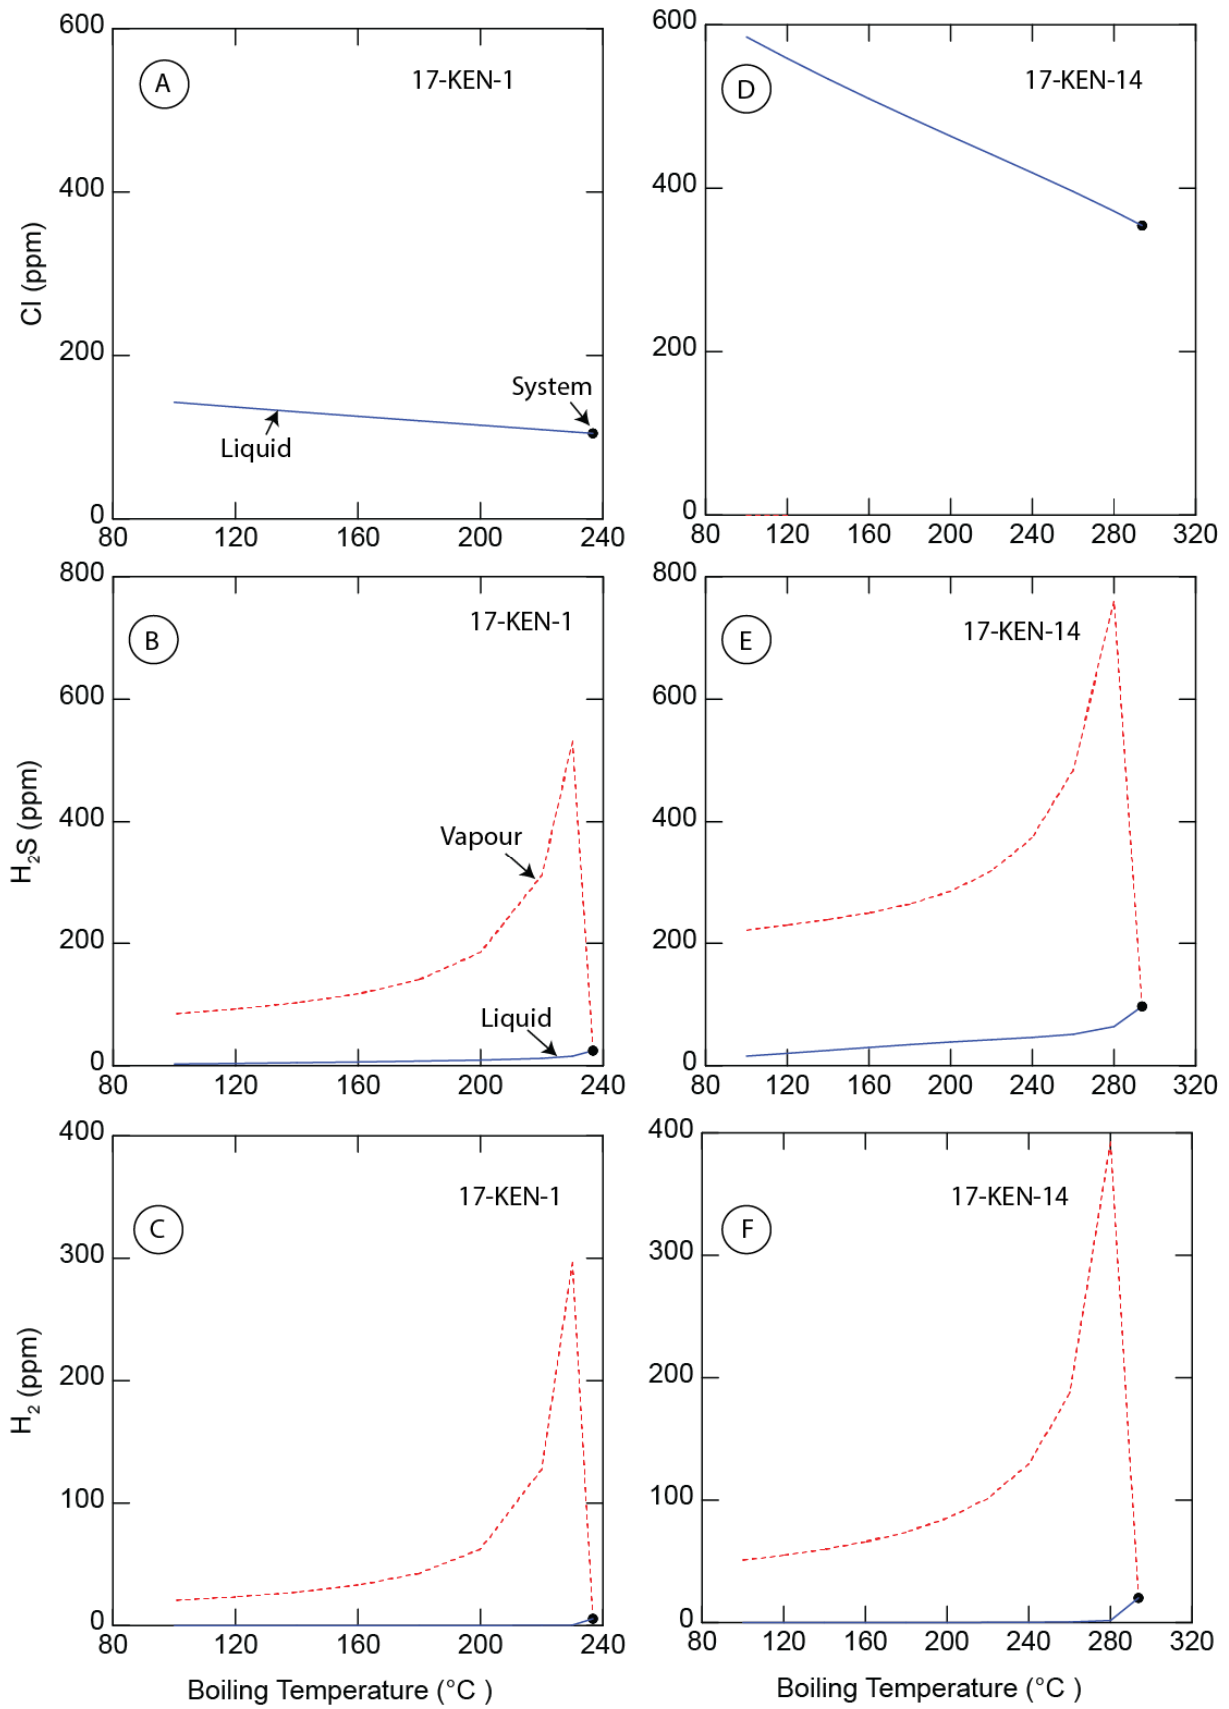 600
400
200
0
Cl (ppm)
A
17-KEN-1
System
Liquid
80 120 160 200 240
600
400
200
0
D
17-KEN-14
80 120 160 200 240 280 320
800
600
400
200
0
H₂S (ppm)
B
17-KEN-1
Vapour
Liquid
80 120 160 200 240
800
600
400
200
0
E
17-KEN-14
80 120 160 200 240 280 320
400
300
200
100
0
H₂ (ppm)
C
17-KEN-1
80 120 160 200 240
Boiling Temperature (°C )
400
300
200
100
0
F
17-KEN-14
80 120 160 200 240 280 320
Boiling Temperature (°C )